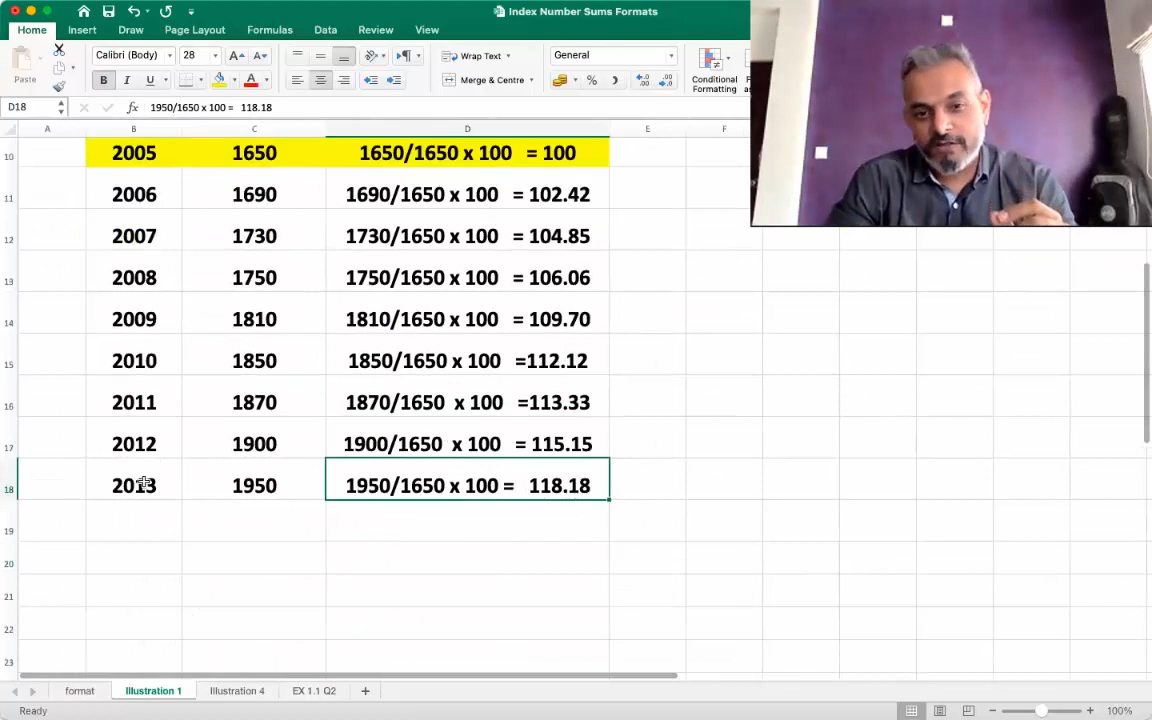 Index Number Sums Formats
Home Insert Draw Page Layout Formulas Data Review View
Paste
Calibri (Body) 28
Wrap Text
General
B I U
Merge & Centre
Conditional
Formatting
D18 fx 1950/1650 x 100 = 118.18
A B C D E F
10 2005 1650 1650/1650 x 100 = 100
11 2006 1690 1690/1650 x 100 = 102.42
12 2007 1730 1730/1650 x 100 = 104.85
13 2008 1750 1750/1650 x 100 = 106.06
14 2009 1810 1810/1650 x 100 = 109.70
15 2010 1850 1850/1650 x 100 =112.12
16 2011 1870 1870/1650 x 100 =113.33
17 2012 1900 1900/1650 x 100 = 115.15
18 2013 1950 1950/1650 x 100 = 118.18
19
20
21
22
23
format Illustration 1 Illustration 4 EX 1.1 Q2 +
Ready 100%